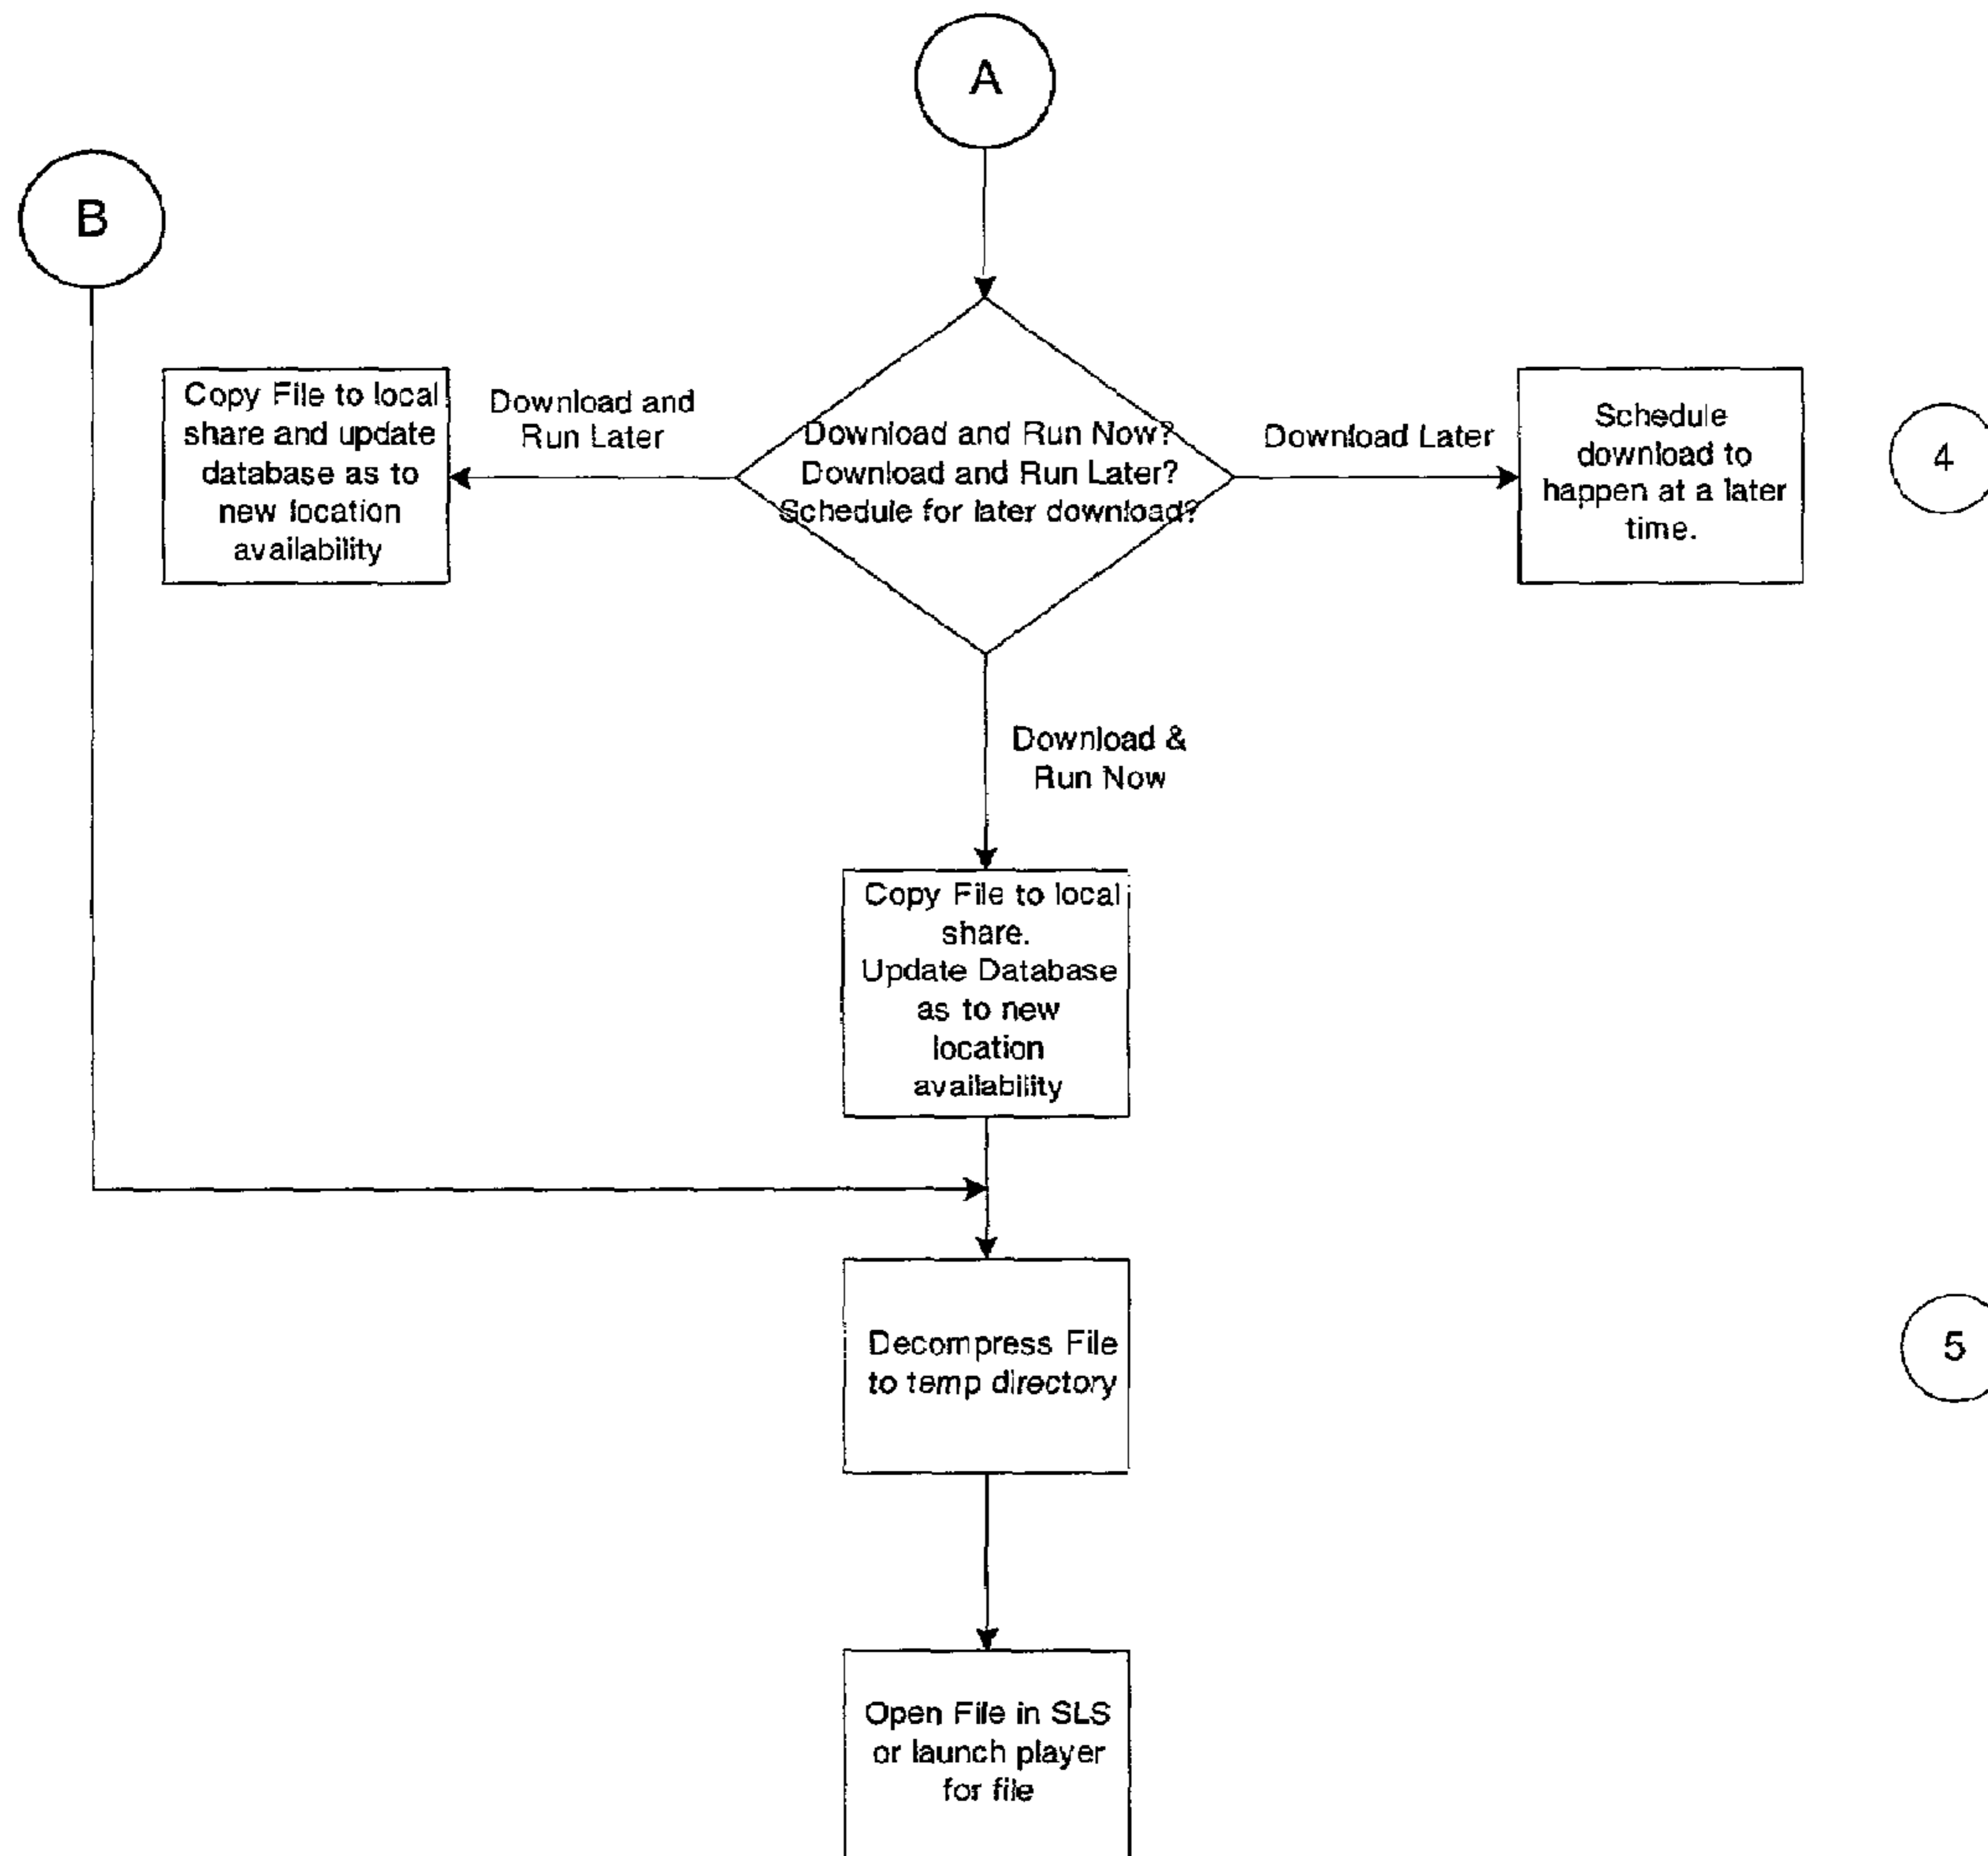 A
B
Copy File to local
share and update
database as to
new location
availability
Download and
Run Later
Download and Run Now?
Download and Run Later?
Schedule for later download?
Download Later
Schedule
download to
happen at a later
time.
4
Download &
Run Now
Copy File to local
share.
Update Database
as to new
location
availability
Decompress File
to temp directory
5
Open File in SLS
or launch player
for file